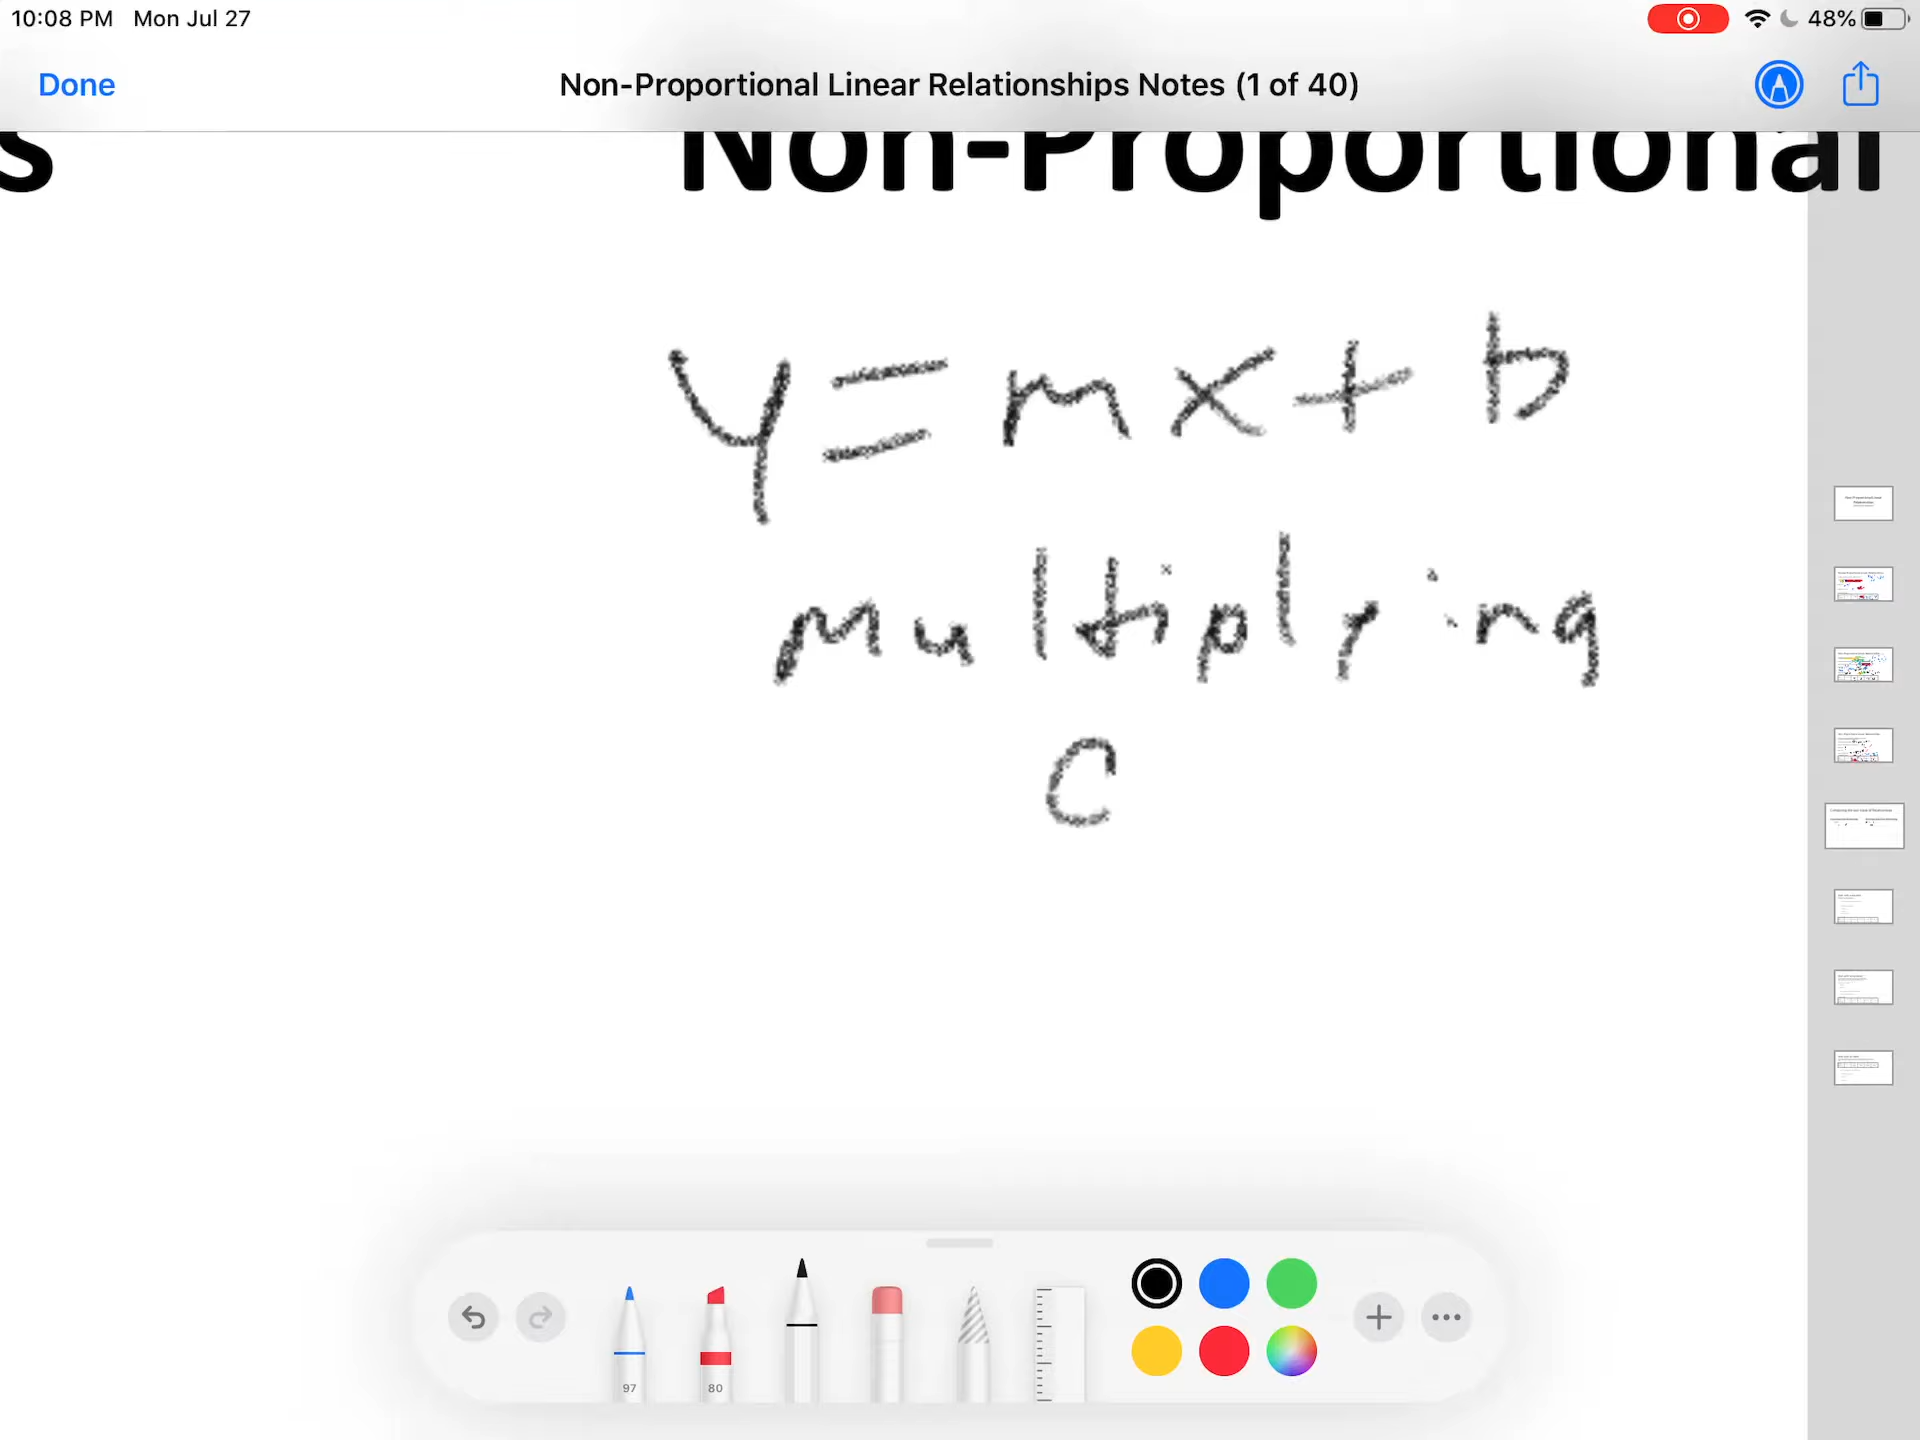 10:08 PM Mon Jul 27
48%
Done
Non-Proportional Linear Relationships Notes (1 of 40)
s Non-Proportional
y = mx + b
Multiplying
C
97 80